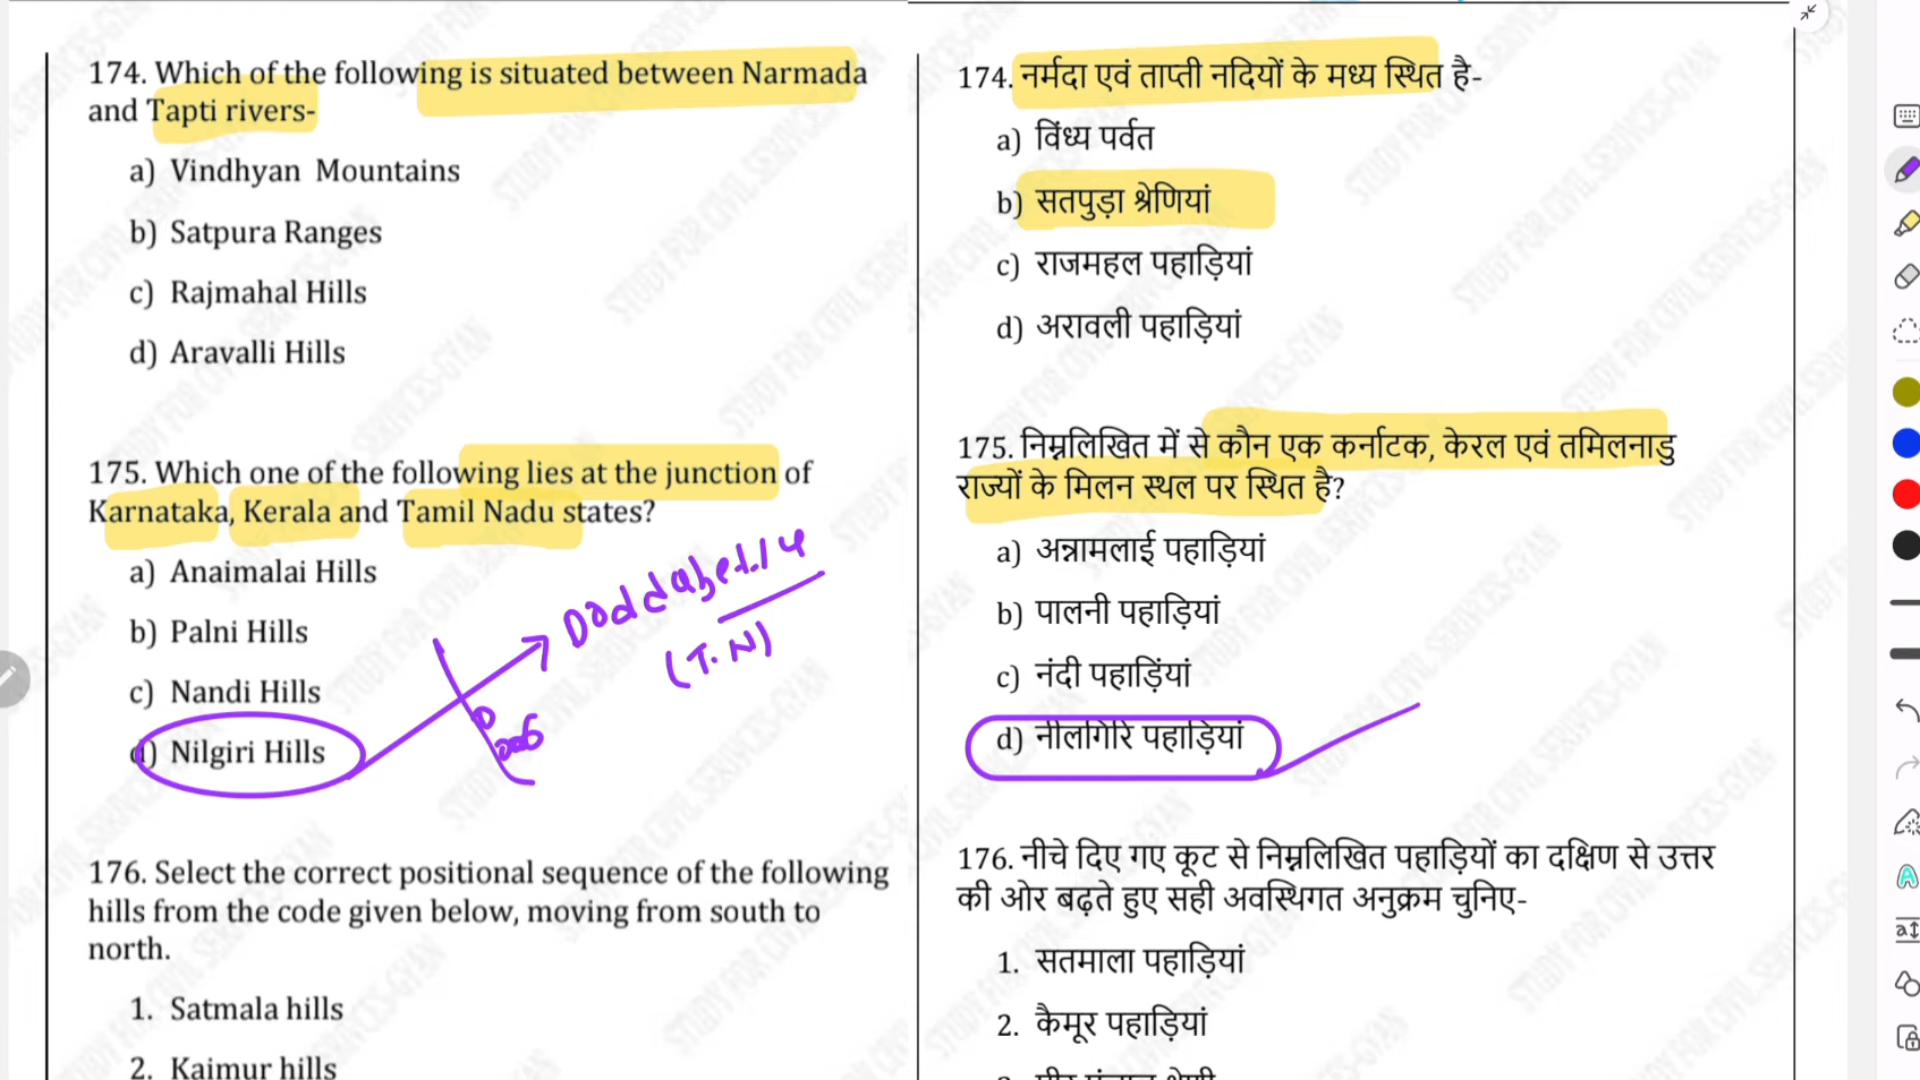 174. Which of the following is situated between Narmada
and Tapti rivers-
a) Vindhyan Mountains
b) Satpura Ranges
c) Rajmahal Hills
d) Aravalli Hills
175. Which one of the following lies at the junction of
Karnataka, Kerala and Tamil Nadu states?
a) Anaimalai Hills
b) Palni Hills
c) Nandi Hills
d) Nilgiri Hills
(T.N)
176. Select the correct positional sequence of the following
hills from the code given below, moving from south to
north.
1. Satmala hills
2. Kaimur hills
174. नर्मदा एवं ताप्ती नदियों के मध्य स्थित है-
a) विंध्य पर्वत
b) सतपुड़ा श्रेणियां
c) राजमहल पहाड़ियां
d) अरावली पहाड़ियां
175. निम्नलिखित में से कौन एक कर्नाटक, केरल एवं तमिलनाडु
राज्यों के मिलन स्थल पर स्थित है?
a) अन्नामलाई पहाड़ियां
b) पालनी पहाड़ियां
c) नंदी पहाड़िंयां
d) नीलगिरि पहाड़ियां
176. नीचे दिए गए कूट से निम्नलिखित पहाड़ियों का दक्षिण से उत्तर
की ओर बढ़ते हुए सही अवस्थिगत अनुक्रम चुनिए-
1. सतमाला पहाड़ियां
2. कैमूर पहाड़ियां
STUDY FOR CIVIL SERVICES-GYAN